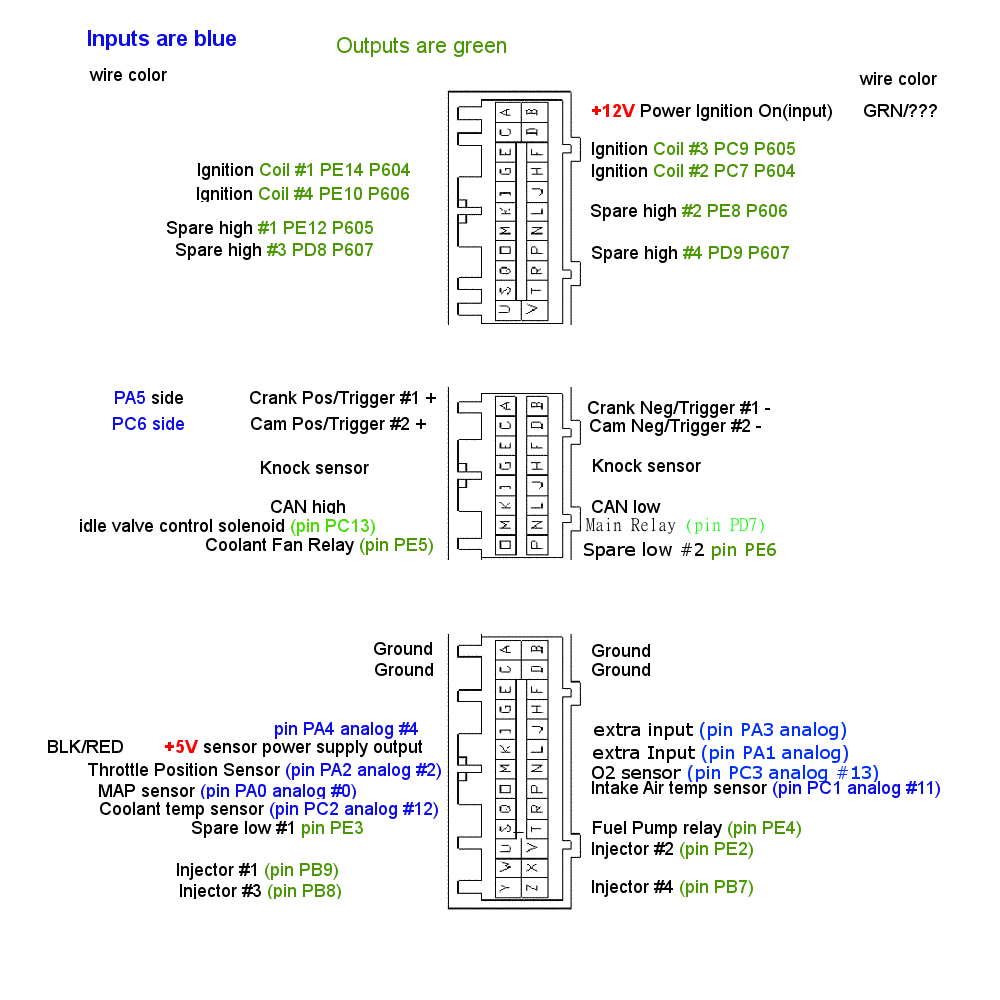 Inputs are blue
Outputs are green
wire color
wire color
A B
+12V Power Ignition On(input) GRN/???
C D
Ignition Coil #3 PC9 P605
E F
Ignition Coil #1 PE14 P604
G H
Ignition Coil #2 PC7 P604
Ignition Coil #4 PE10 P606
I J
K L
Spare high #2 PE8 P606
Spare high #1 PE12 P605
M N
Spare high #3 PD8 P607
O P
Spare high #4 PD9 P607
Q R
S T
U V
PA5 side Crank Pos/Trigger #1 +
A B
Crank Neg/Trigger #1 -
PC6 side Cam Pos/Trigger #2 +
C D
Cam Neg/Trigger #2 -
E F
Knock sensor
G H
Knock sensor
I J
CAN high
K L
CAN low
idle valve control solenoid (pin PC13)
M N
Main Relay (pin PD7)
Coolant Fan Relay (pin PE5)
O P
Spare low #2 pin PE6
Ground
A B
Ground
Ground
C D
Ground
E F
G H
pin PA4 analog #4
I J
extra input (pin PA3 analog)
BLK/RED +5V sensor power supply output
K L
extra Input (pin PA1 analog)
Throttle Position Sensor (pin PA2 analog #2)
M N
O2 sensor (pin PC3 analog #13)
MAP sensor (pin PA0 analog #0)
O P
Intake Air temp sensor (pin PC1 analog #11)
Coolant temp sensor (pin PC2 analog #12)
Q R
Spare low #1 pin PE3
S T
Fuel Pump relay (pin PE4)
U V
Injector #2 (pin PE2)
Injector #1 (pin PB9)
W X
Injector #3 (pin PB8)
Y Z
Injector #4 (pin PB7)